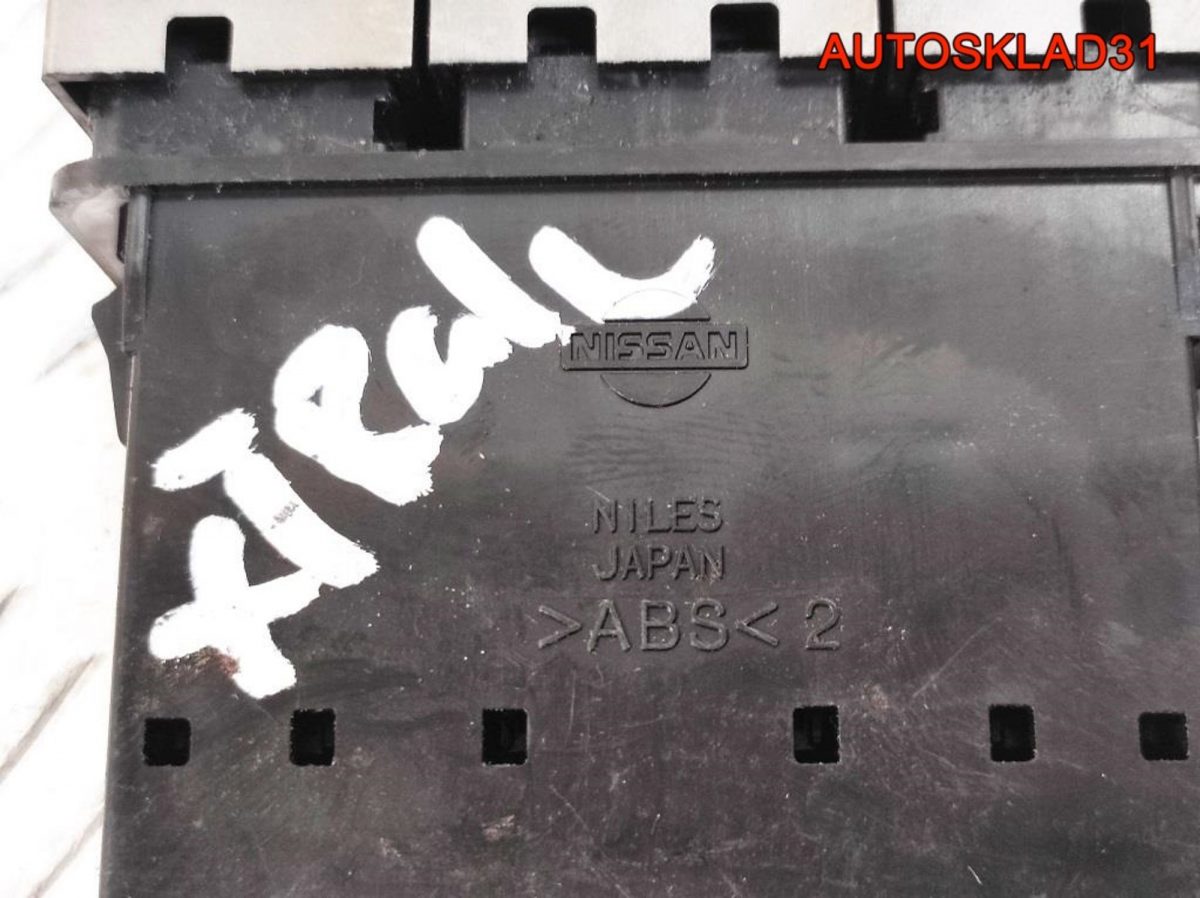 AUTOSKLAD31
XTRAIL
NISSAN
NILES
JAPAN
>ABS< 2